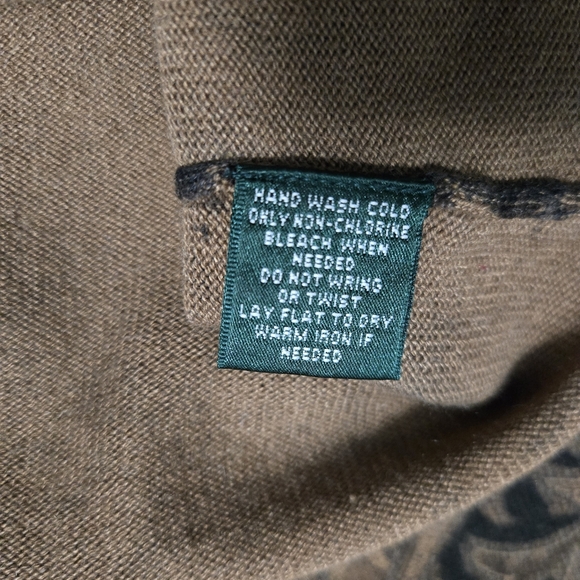 HAND WASH COLD
ONLY NON-CHLORINE
BLEACH WHEN
NEEDED
DO NOT WRING
OR TWIST
LAY FLAT TO DRY
WARM IRON IF
NEEDED